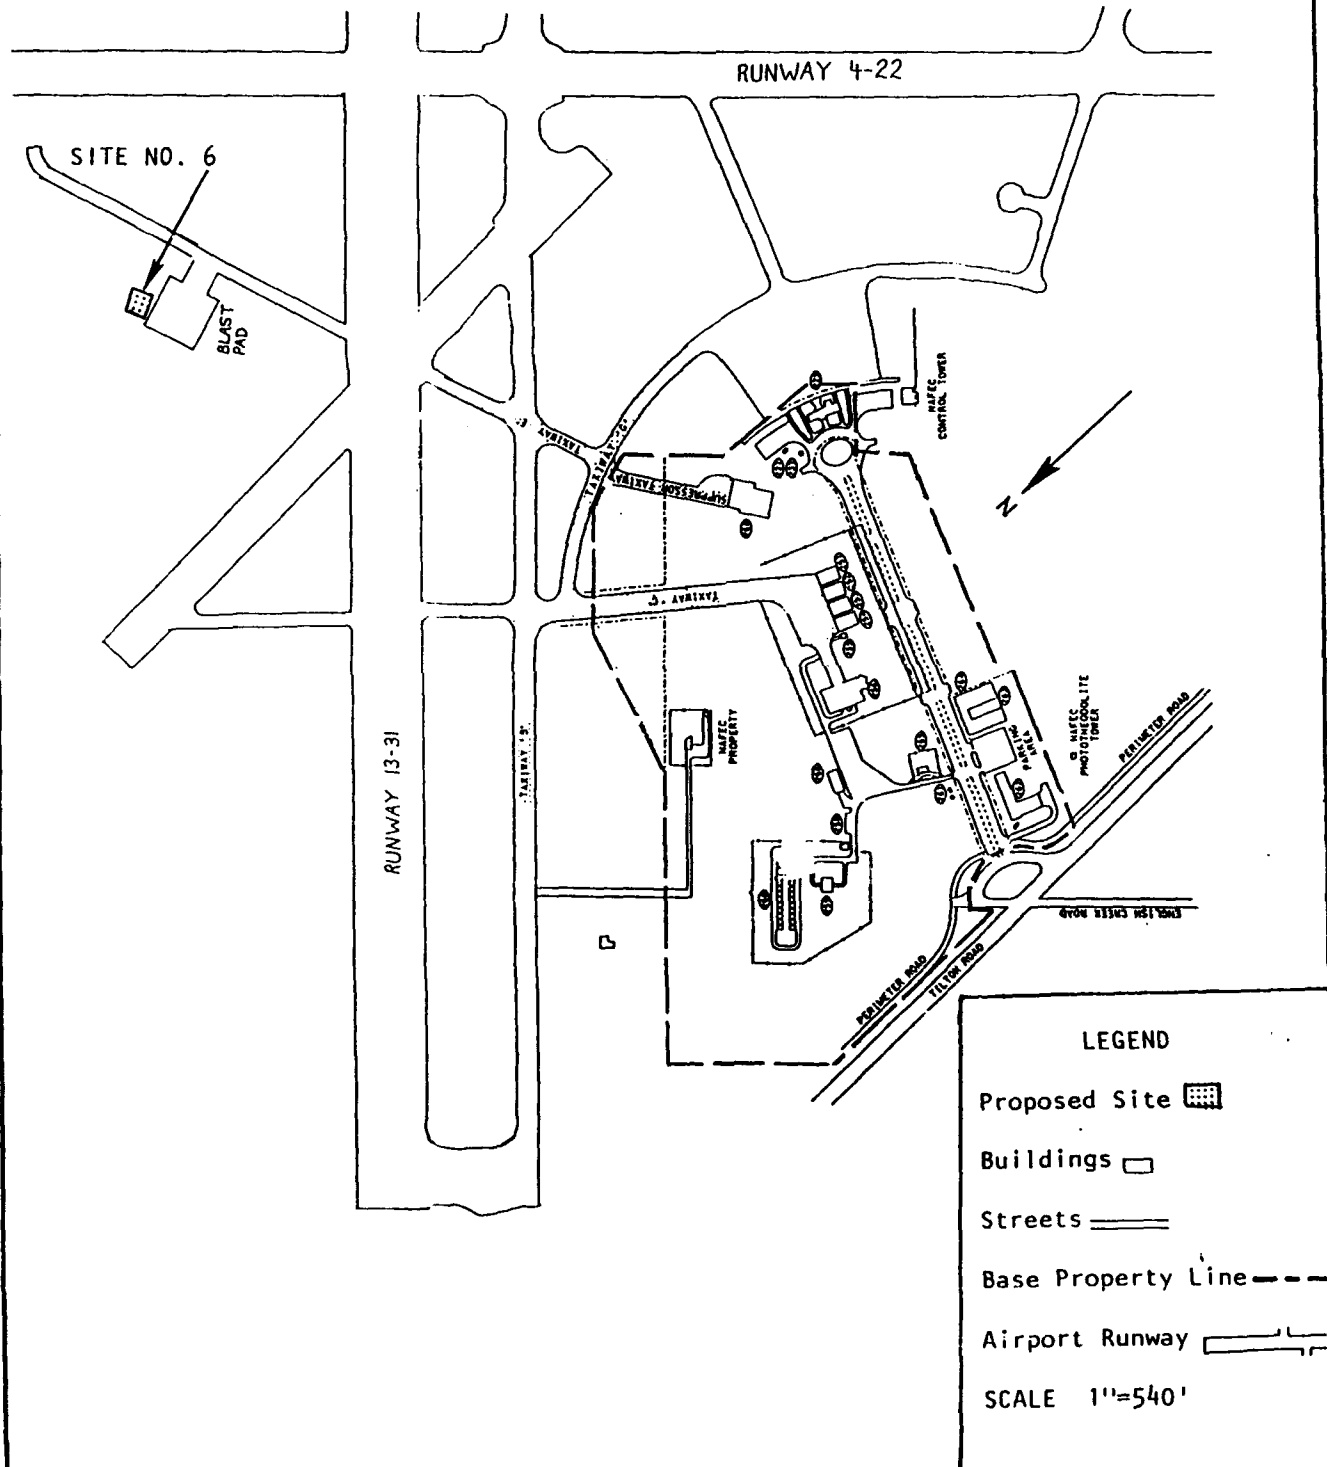 RUNWAY 4-22
SITE NO. 6
BLAST
PAD
NAFEC
CONTROL TOWER
N
TAXIWAY "G"
SUPPRESSOR TAXIWAY
TAXIWAY "C"
RUNWAY 13-31
TAXIWAY "B"
NAFEC
PROPERTY
PARKING
AREA
NAFEC
PHOTOTHEODOLITE
TOWER
PERIMETER ROAD
ENGLISH CREEK ROAD
PERIMETER ROAD
TILTON ROAD
LEGEND
Proposed Site
Buildings
Streets
Base Property Line
Airport Runway
SCALE 1"=540'